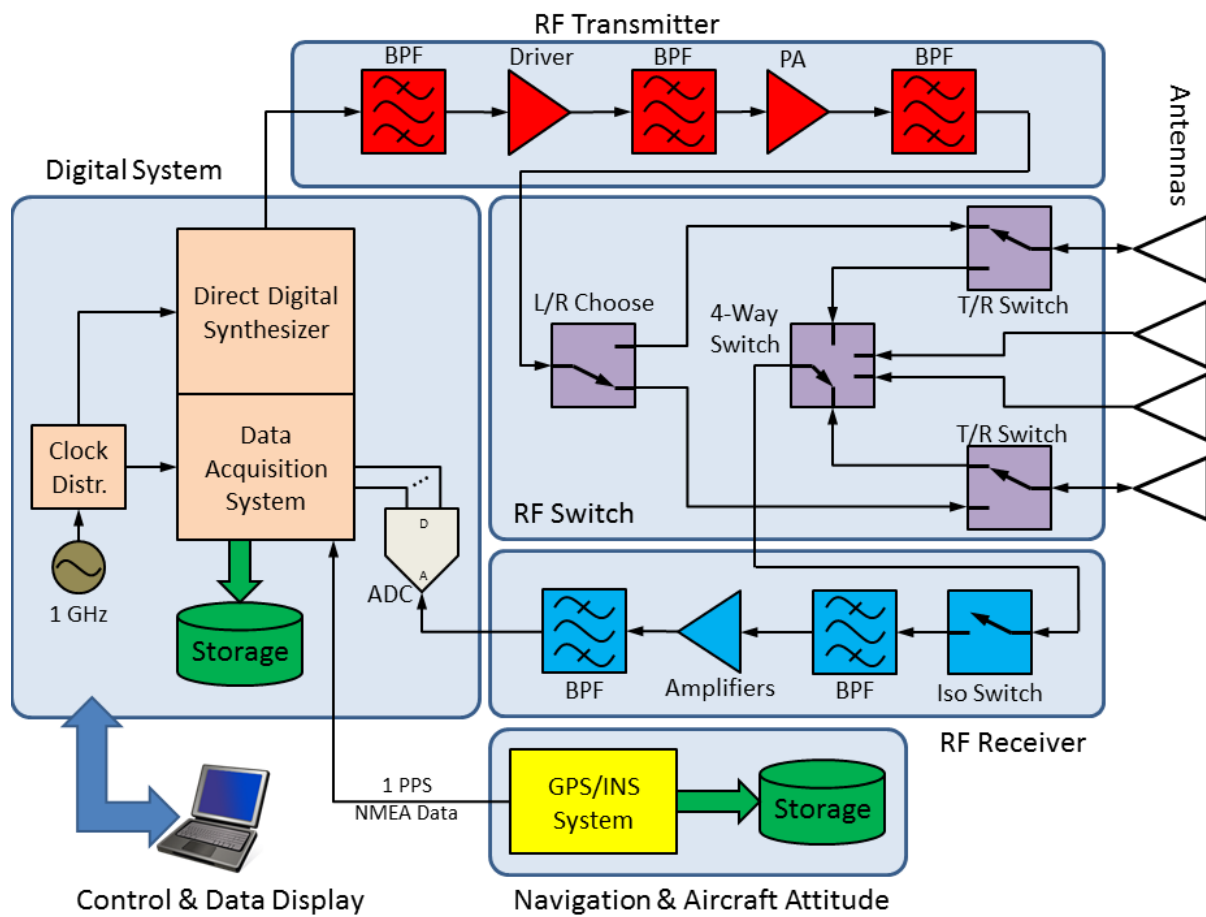 RF Transmitter
BPF
Driver
BPF
PA
BPF
Antennas
Digital System
Direct Digital
Synthesizer
L/R Choose
4-Way
Switch
T/R Switch
Clock
Distr.
Data
Acquisition
System
T/R Switch
RF Switch
D
A
ADC
1 GHz
Storage
BPF
Amplifiers
BPF
Iso Switch
RF Receiver
1 PPS
NMEA Data
GPS/INS
System
Storage
Control & Data Display
Navigation & Aircraft Attitude